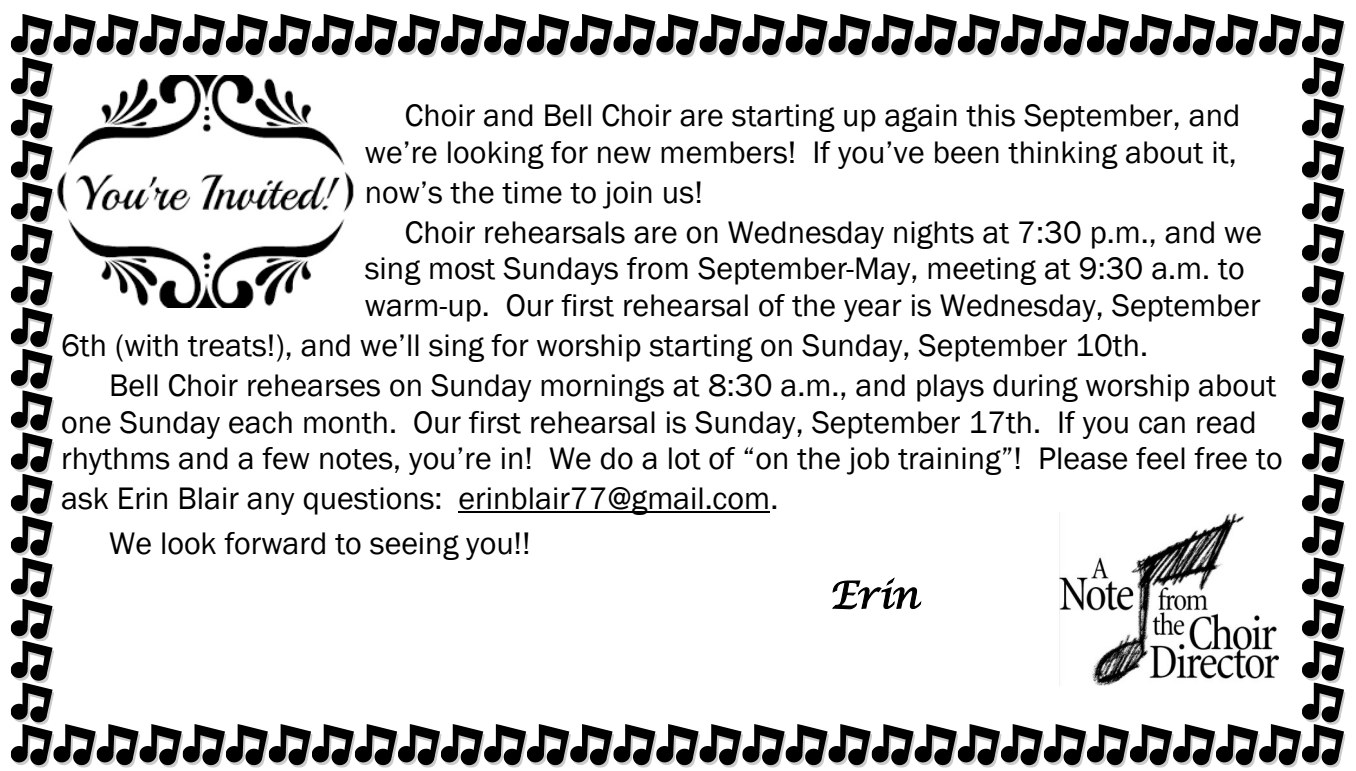 You're Invited!
Choir and Bell Choir are starting up again this September, and
we're looking for new members!  If you've been thinking about it,
now's the time to join us!
Choir rehearsals are on Wednesday nights at 7:30 p.m., and we
sing most Sundays from September-May, meeting at 9:30 a.m. to
warm-up.  Our first rehearsal of the year is Wednesday, September
6th (with treats!), and we'll sing for worship starting on Sunday, September 10th.
Bell Choir rehearses on Sunday mornings at 8:30 a.m., and plays during worship about
one Sunday each month.  Our first rehearsal is Sunday, September 17th.  If you can read
rhythms and a few notes, you're in!  We do a lot of “on the job training”!  Please feel free to
ask Erin Blair any questions:  erinblair77@gmail.com.
We look forward to seeing you!!
Erin
A
Note from
the Choir
Director